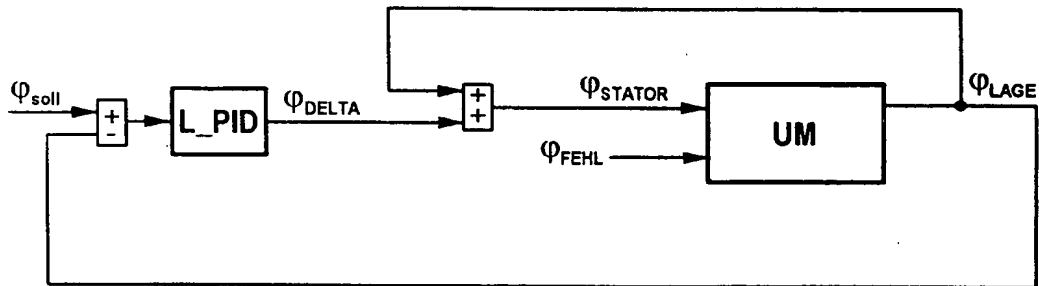 φsoll
+
-
L_PID
φDELTA
+
+
φSTATOR
φFEHL
UM
φLAGE